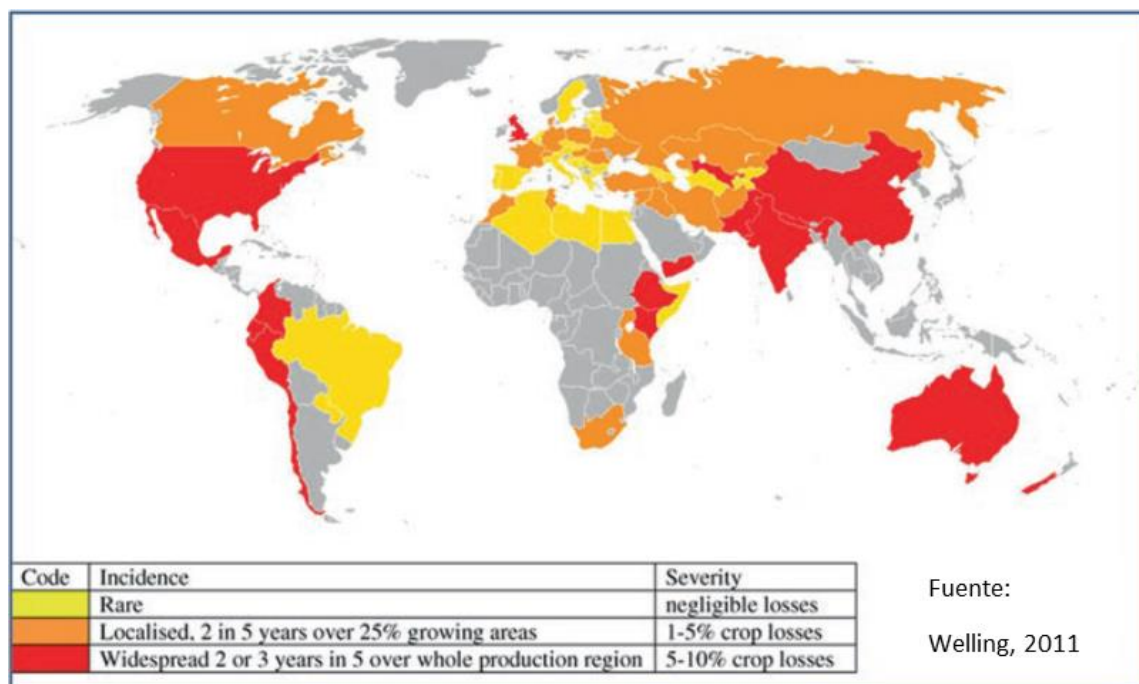 Code Incidence Severity
Rare negligible losses
Localised, 2 in 5 years over 25% growing areas 1-5% crop losses
Widespread 2 or 3 years in 5 over whole production region 5-10% crop losses
Fuente:
Welling, 2011